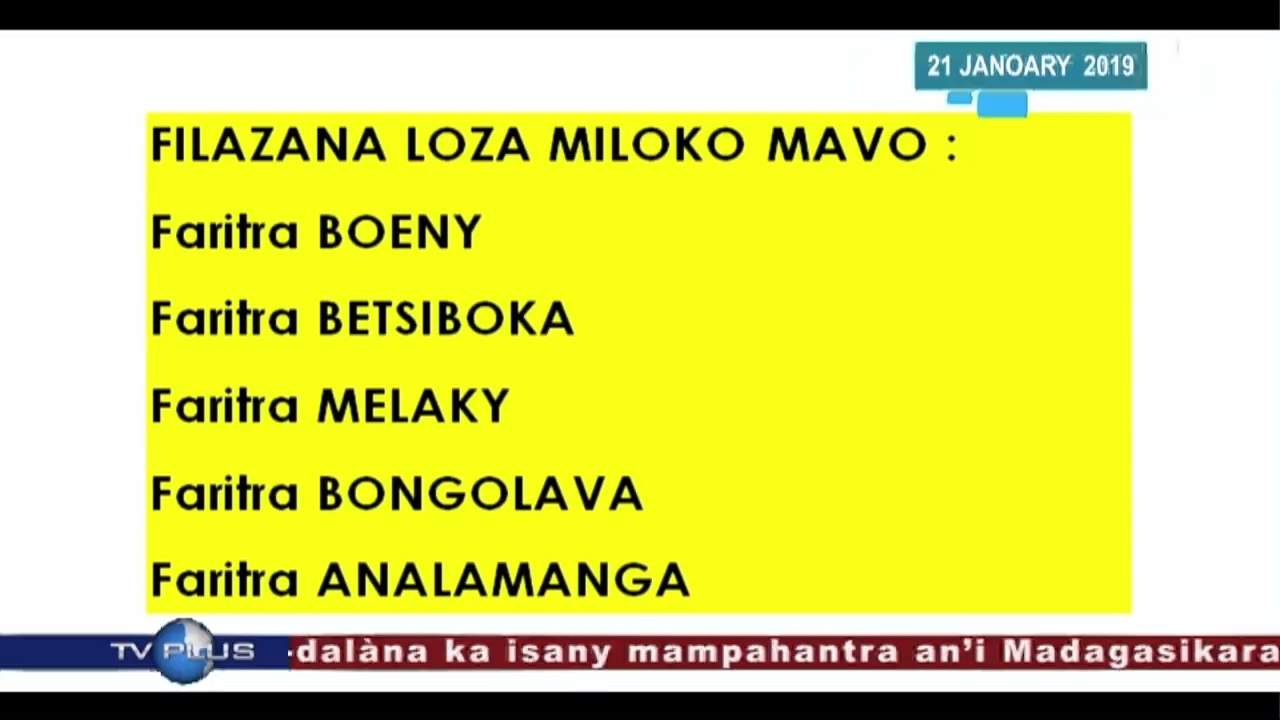 21 JANOARY 2019
FILAZANA LOZA MILOKO MAVO :
Faritra BOENY
Faritra BETSIBOKA
Faritra MELAKY
Faritra BONGOLAVA
Faritra ANALAMANGA
TV PLUS
-dalàna ka isany mampahantra an’i Madagasikara